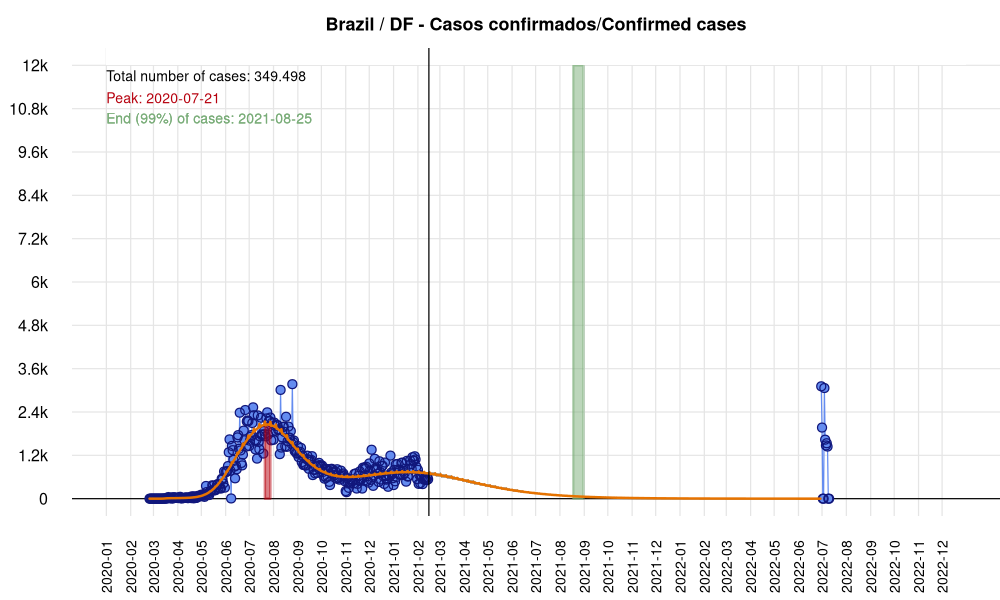 Brazil / DF - Casos confirmados/Confirmed cases
Total number of cases: 349.498
Peak: 2020-07-21
End (99%) of cases: 2021-08-25
12k
10.8k
9.6k
8.4k
7.2k
6k
4.8k
3.6k
2.4k
1.2k
0
2020-01
2020-02
2020-03
2020-04
2020-05
2020-06
2020-07
2020-08
2020-09
2020-10
2020-11
2020-12
2021-01
2021-02
2021-03
2021-04
2021-05
2021-06
2021-07
2021-08
2021-09
2021-10
2021-11
2021-12
2022-01
2022-02
2022-03
2022-04
2022-05
2022-06
2022-07
2022-08
2022-09
2022-10
2022-11
2022-12